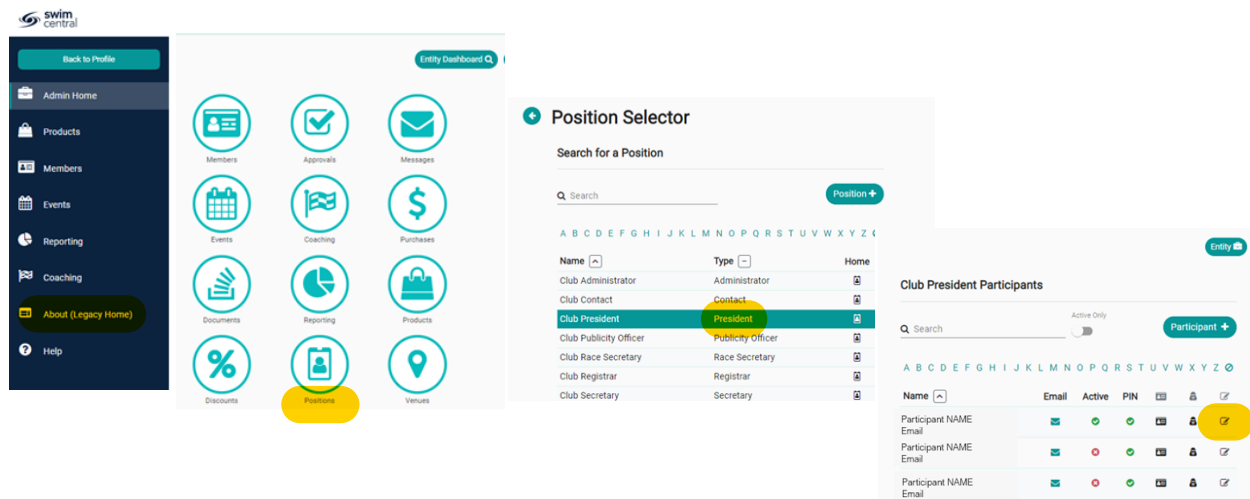 swim
central
Back to Profile
Admin Home
Products
Members
Events
Reporting
Coaching
About (Legacy Home)
Help
Entity Dashboard
Members
Approvals
Messages
Events
Coaching
Purchases
Documents
Reporting
Products
Discounts
Positions
Venues
Position Selector
Search for a Position
Search
Position +
A B C D E F G H I J K L M N O P Q R S T U V W X Y Z
Name Type Home
Club Administrator Administrator
Club Contact Contact
Club President President
Club Publicity Officer Publicity Officer
Club Race Secretary Race Secretary
Club Registrar Registrar
Club Secretary Secretary
Entity
Club President Participants
Active Only
Search
Participant +
A B C D E F G H I J K L M N O P Q R S T U V W X Y Z
Name Email Active PIN
Participant NAME
Email
Participant NAME
Email
Participant NAME
Email